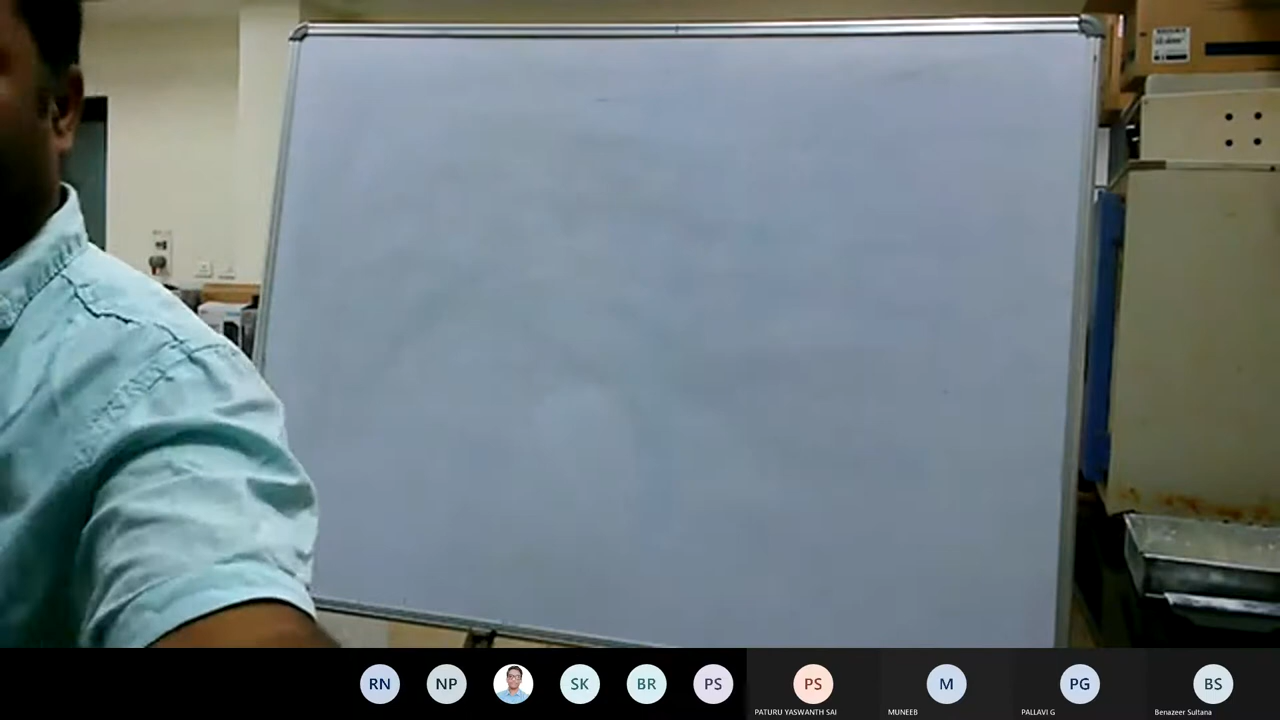 RN NP SK BR PS PS M PG BS
PATURU YASWANTH SAI MUNEEB PALLAVI G Benazeer Sultana